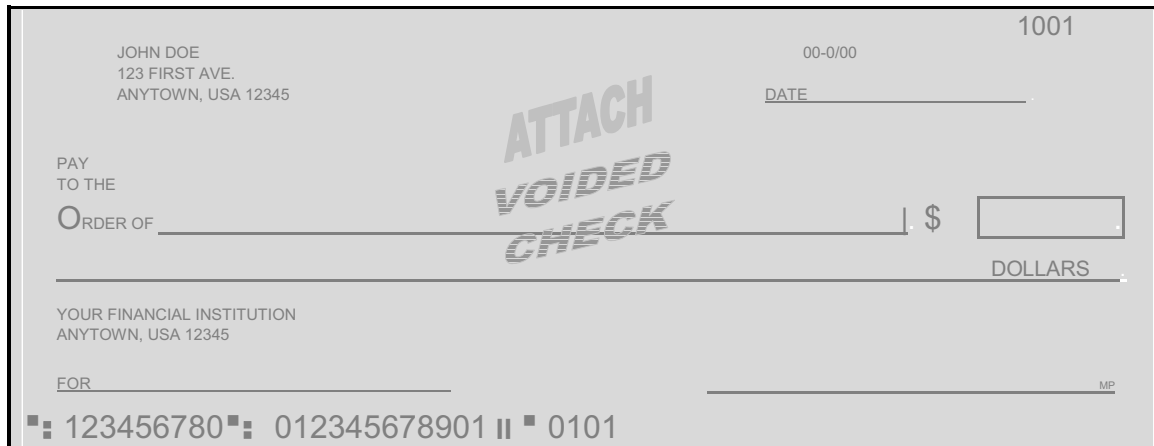 1001
JOHN DOE
00-0/00
123 FIRST AVE.
ANYTOWN, USA 12345
DATE
ATTACH
VOIDED
CHECK
PAY
TO THE
ORDER OF
$
DOLLARS
YOUR FINANCIAL INSTITUTION
ANYTOWN, USA 12345
FOR
MP
⑆ 123456780⑆ 012345678901 ⑈ 0101